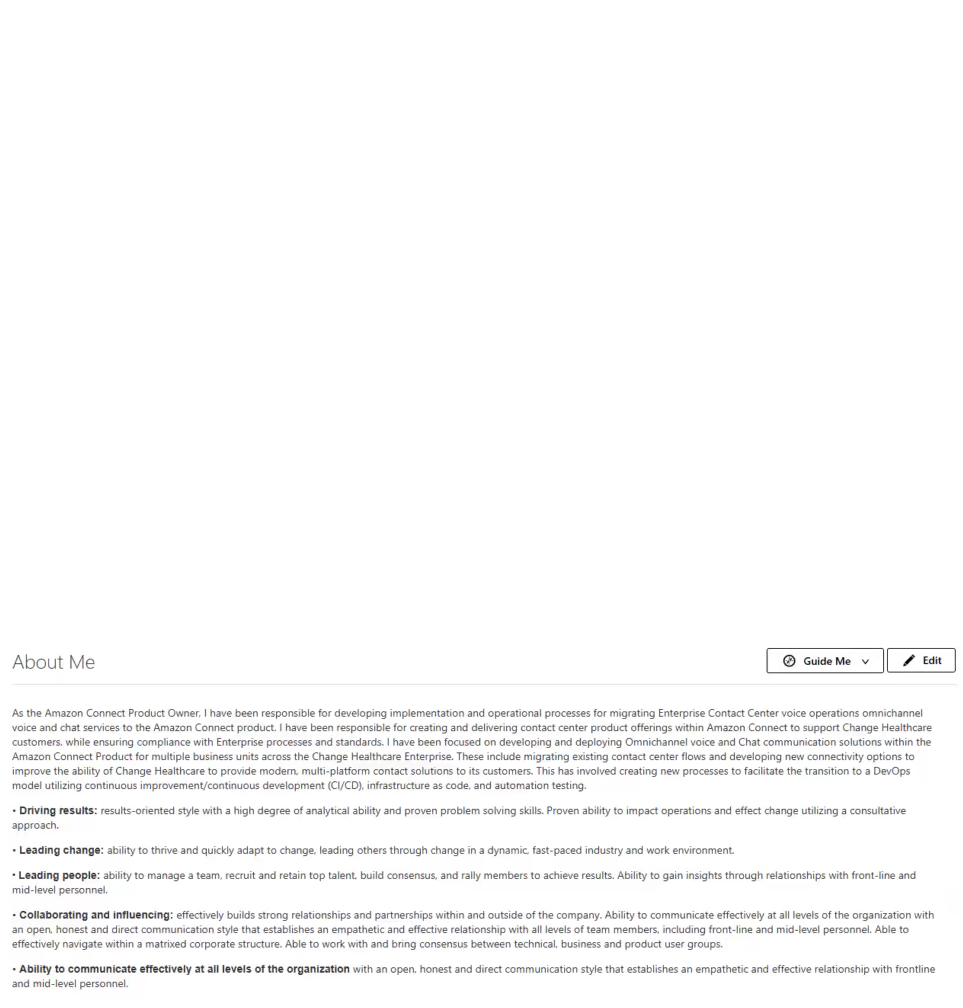 About Me
Guide Me
Edit
As the Amazon Connect Product Owner, I have been responsible for developing implementation and operational processes for migrating Enterprise Contact Center voice operations omnichannel
voice and chat services to the Amazon Connect product. I have been responsible for creating and delivering contact center product offerings within Amazon Connect to support Change Healthcare
customers, while ensuring compliance with Enterprise processes and standards. I have been focused on developing and deploying Omnichannel voice and Chat communication solutions within the
Amazon Connect Product for multiple business units across the Change Healthcare Enterprise. These include migrating existing contact center flows and developing new connectivity options to
improve the ability of Change Healthcare to provide modern, multi-platform contact solutions to its customers. This has involved creating new processes to facilitate the transition to a DevOps
model utilizing continuous improvement/continuous development (CI/CD), infrastructure as code, and automation testing.
• Driving results: results-oriented style with a high degree of analytical ability and proven problem solving skills. Proven ability to impact operations and effect change utilizing a consultative
approach.
• Leading change: ability to thrive and quickly adapt to change, leading others through change in a dynamic, fast-paced industry and work environment.
• Leading people: ability to manage a team, recruit and retain top talent, build consensus, and rally members to achieve results. Ability to gain insights through relationships with front-line and
mid-level personnel.
• Collaborating and influencing: effectively builds strong relationships and partnerships within and outside of the company. Ability to communicate effectively at all levels of the organization with
an open, honest and direct communication style that establishes an empathetic and effective relationship with all levels of team members, including front-line and mid-level personnel. Able to
effectively navigate within a matrixed corporate structure. Able to work with and bring consensus between technical, business and product user groups.
• Ability to communicate effectively at all levels of the organization with an open, honest and direct communication style that establishes an empathetic and effective relationship with frontline
and mid-level personnel.